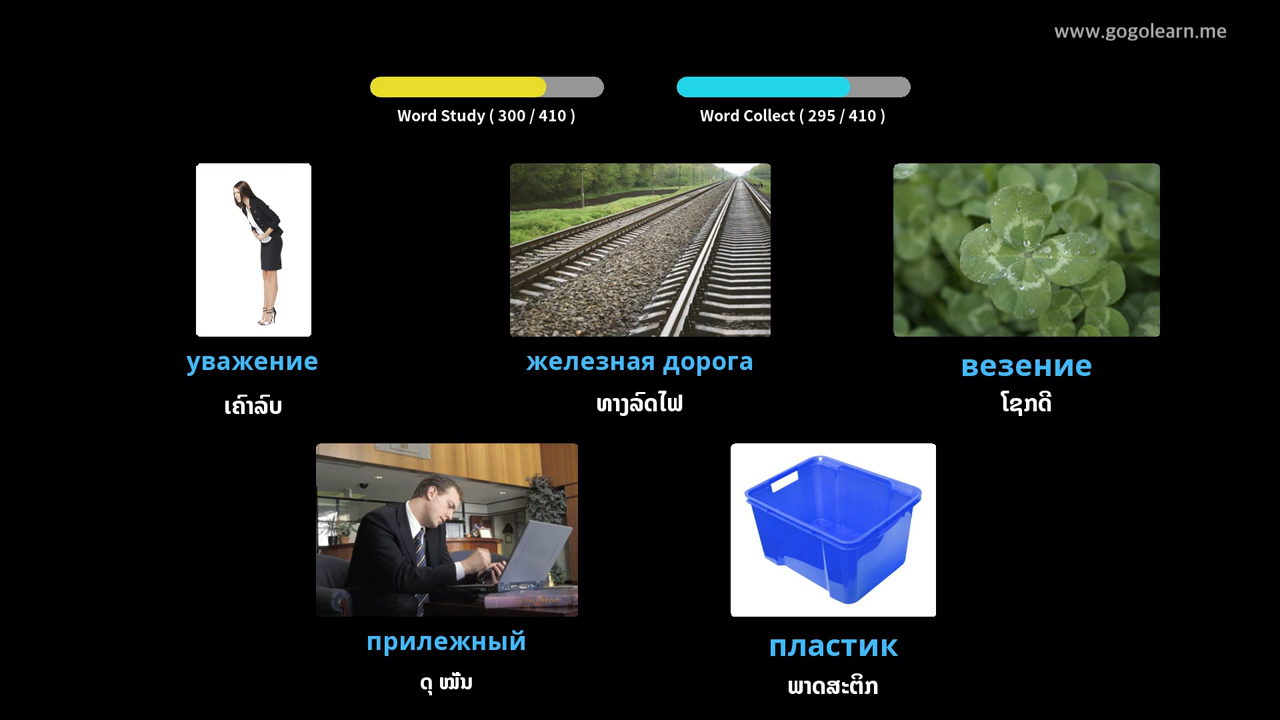 www.gogolearn.me
Word Study ( 300 / 410 )
Word Collect ( 295 / 410 )
уважение
железная дорога
везение
ເຄົາລົບ
ທາງລົດໄຟ
ໂຊກດີ
прилежный
пластик
ດຸ ໝັ່ນ
ພາດສະຕິກ